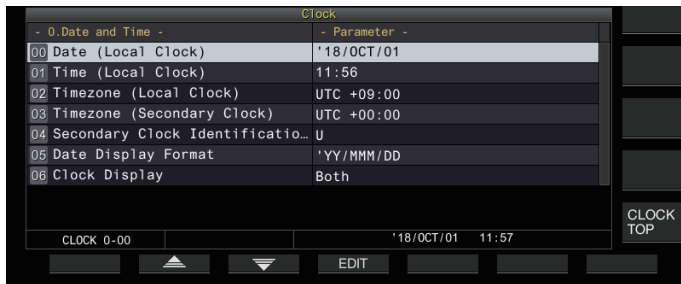 Clock
- 0.Date and Time - - Parameter -
00 Date (Local Clock) '18/OCT/01
01 Time (Local Clock) 11:56
02 Timezone (Local Clock) UTC +09:00
03 Timezone (Secondary Clock) UTC +00:00
04 Secondary Clock Identificatio… U
05 Date Display Format 'YY/MMM/DD
06 Clock Display Both
CLOCK TOP
CLOCK 0-00 '18/OCT/01 11:57
EDIT